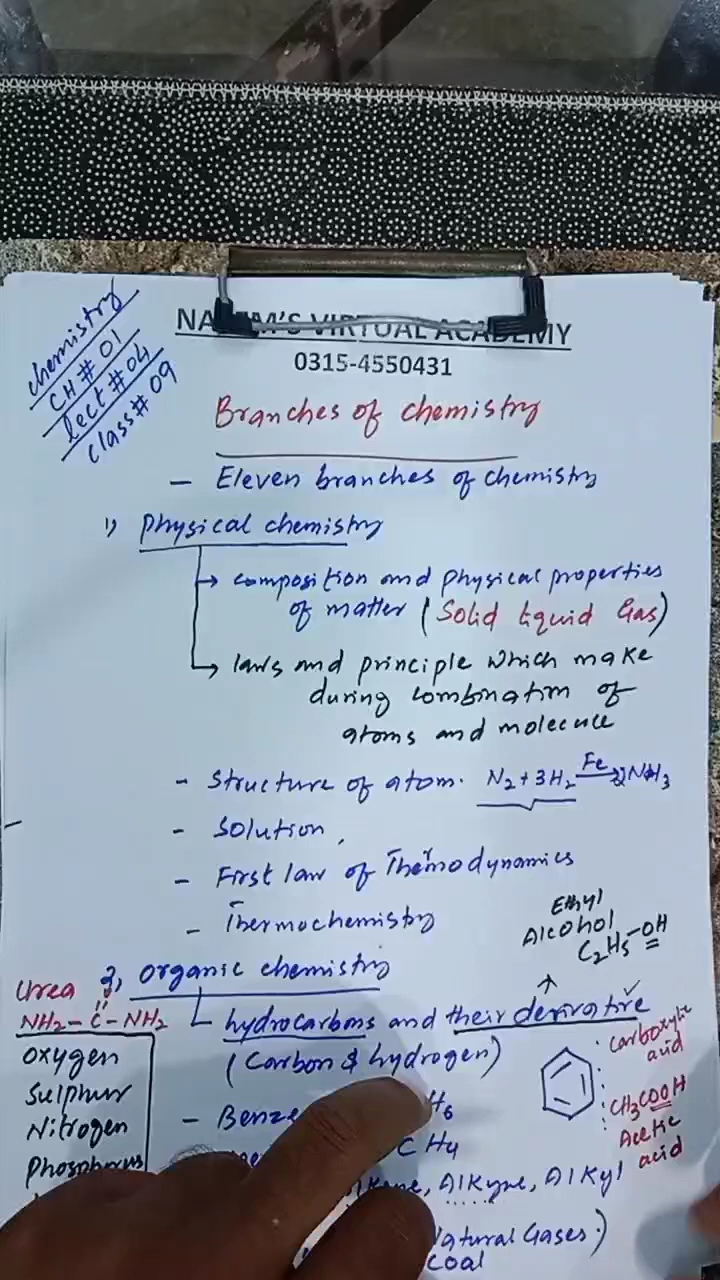 chemistry
CH # 01
lect # 04
class # 09
VIRTUAL ACADEMY
0315-4550431
Branches of chemistry
- Eleven branches of chemistry
1) Physical chemistry
→ composition and physical properties
of matter (Solid liquid Gas)
→ laws and principle which make
during combination of
atoms and molecule
- Structure of atom. N2 + 3H2 Fe→ 2NH3
- Solution,
- First law of Thermodynamics
- Thermochemistry
Ethyl
Alcohol
C2H5-OH
2, organic chemistry
hydrocarbons and their derivative
(Carbon & hydrogen)
Urea
NH2-C-NH2
oxygen
Sulphur
Nitrogen
Phosphorus
- Benze
H6
CH4
Alkyne, Alkyl
Natural Gases.)
coal
Carboxylic
acid
CH3COOH
Acetic
acid